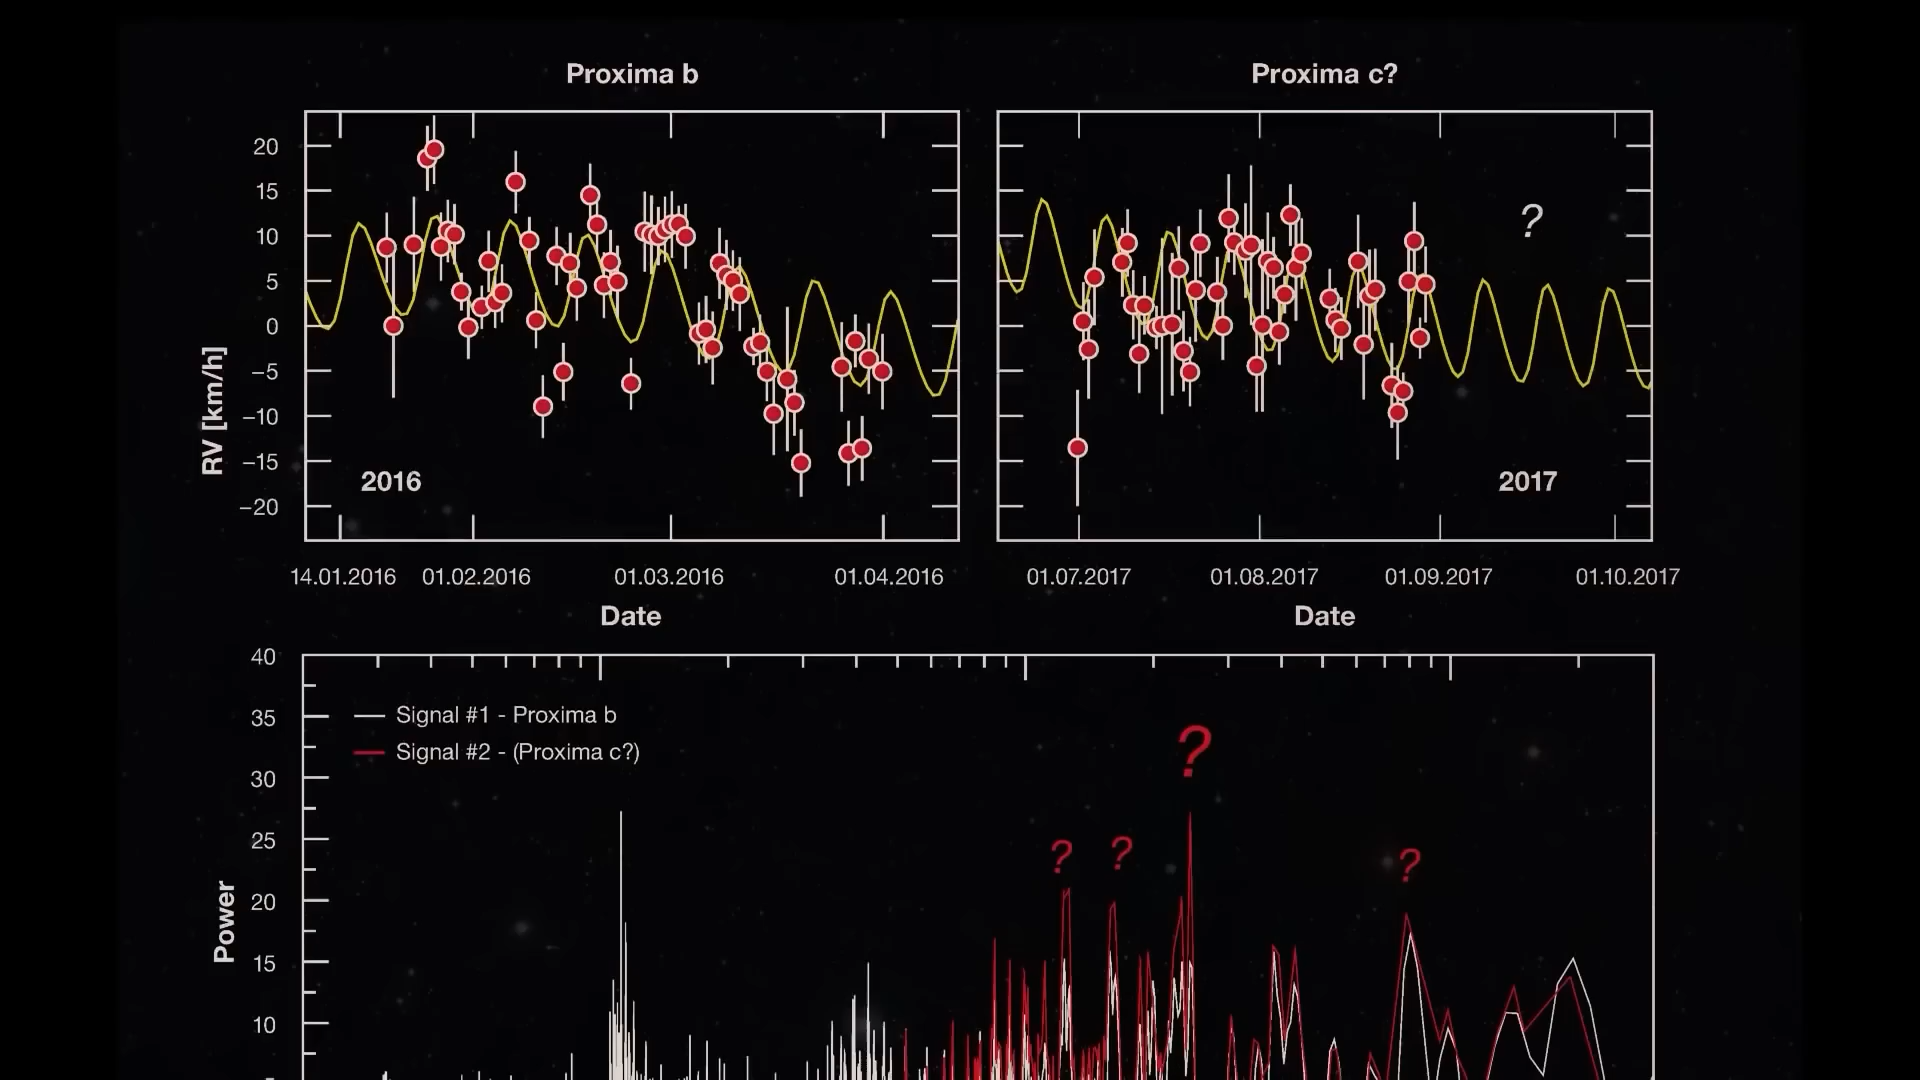 Proxima b
Proxima c?
20
15
10
5
0
−5
−10
−15
−20
RV [km/h]
2016
?
2017
14.01.2016 01.02.2016 01.03.2016 01.04.2016
01.07.2017 01.08.2017 01.09.2017 01.10.2017
Date
Date
40
35
30
25
20
15
10
Power
Signal #1 - Proxima b
Signal #2 - (Proxima c?)
?
? ? ?